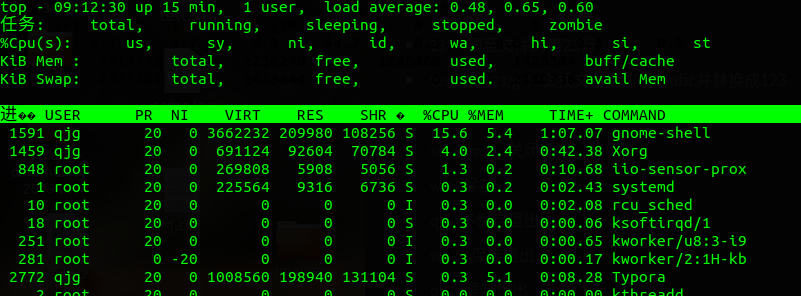 top - 09:12:30 up 15 min,  1 user,  load average: 0.48, 0.65, 0.60
任务:     total,     running,     sleeping,     stopped,     zombie
%Cpu(s):      us,      sy,      ni,      id,      wa,      hi,      si,      st
KiB Mem :          total,          free,          used,          buff/cache
KiB Swap:          total,          free,          used.          avail Mem
进�� USER      PR  NI    VIRT    RES    SHR �  %CPU %MEM     TIME+ COMMAND
1591 qjg       20   0 3662232 209980 108256 S  15.6  5.4   1:07.07 gnome-shell
1459 qjg       20   0  691124  92604  70784 S   4.0  2.4   0:42.38 Xorg
848 root      20   0  269808   5908   5056 S   1.3  0.2   0:10.68 iio-sensor-prox
1 root      20   0  225564   9316   6736 S   0.3  0.2   0:02.43 systemd
10 root      20   0       0      0      0 I   0.3  0.0   0:02.08 rcu_sched
18 root      20   0       0      0      0 S   0.3  0.0   0:00.06 ksoftirqd/1
251 root      20   0       0      0      0 I   0.3  0.0   0:00.65 kworker/u8:3-i9
281 root       0 -20       0      0      0 I   0.3  0.0   0:00.17 kworker/2:1H-kb
2772 qjg       20   0 1008560 198940 131104 S   0.3  5.1   0:08.28 Typora
2 root      20   0       0      0      0 S   0.0  0.0   0:00.00 kthreadd